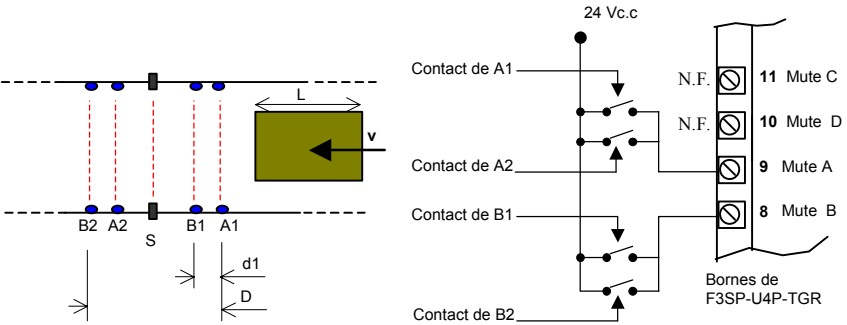 24 Vc.c
Contact de A1
N.F. 11 Mute C
N.F. 10 Mute D
Contact de A2
9 Mute A
Contact de B1
8 Mute B
Contact de B2
Bornes de
F3SP-U4P-TGR
L
v
B2 A2 S B1 A1
d1
D